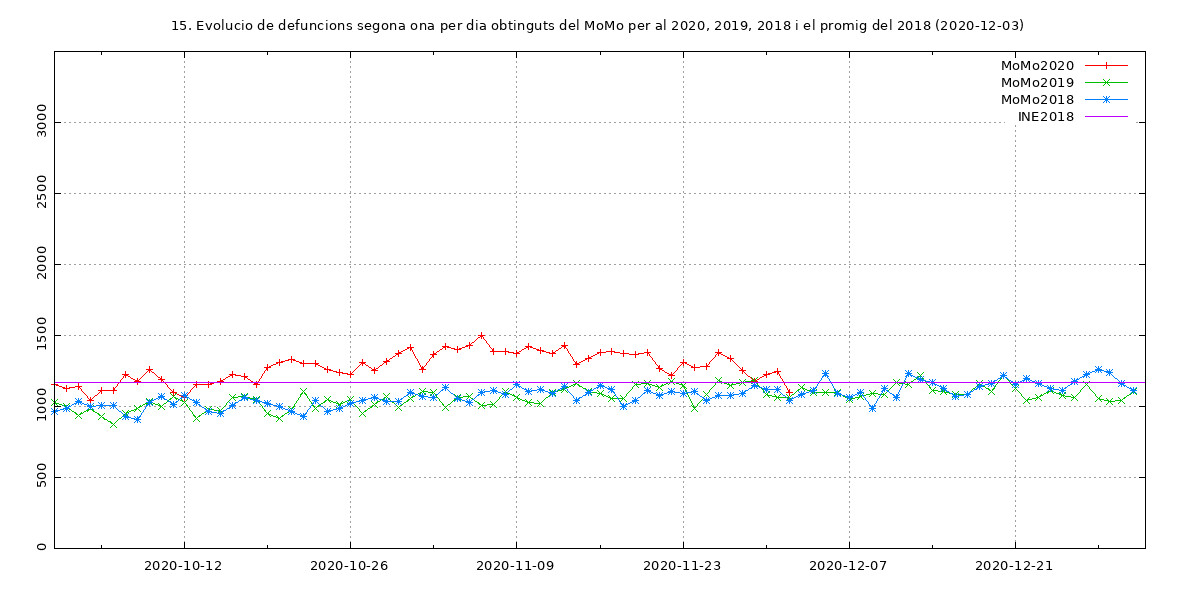 15. Evolucio de defuncions segona ona per dia obtinguts del MoMo per al 2020, 2019, 2018 i el promig del 2018 (2020-12-03)
MoMo2020
MoMo2019
MoMo2018
INE2018
3000
2500
2000
1500
1000
500
0
2020-10-12 2020-10-26 2020-11-09 2020-11-23 2020-12-07 2020-12-21